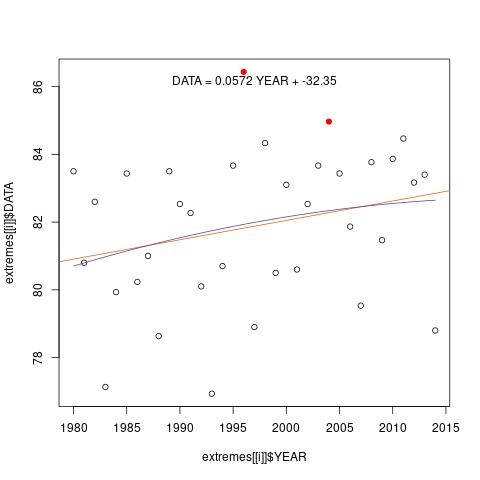 DATA = 0.0572 YEAR + -32.35
86
84
82
80
78
extremes[[i]]$DATA
1980 1985 1990 1995 2000 2005 2010 2015
extremes[[i]]$YEAR